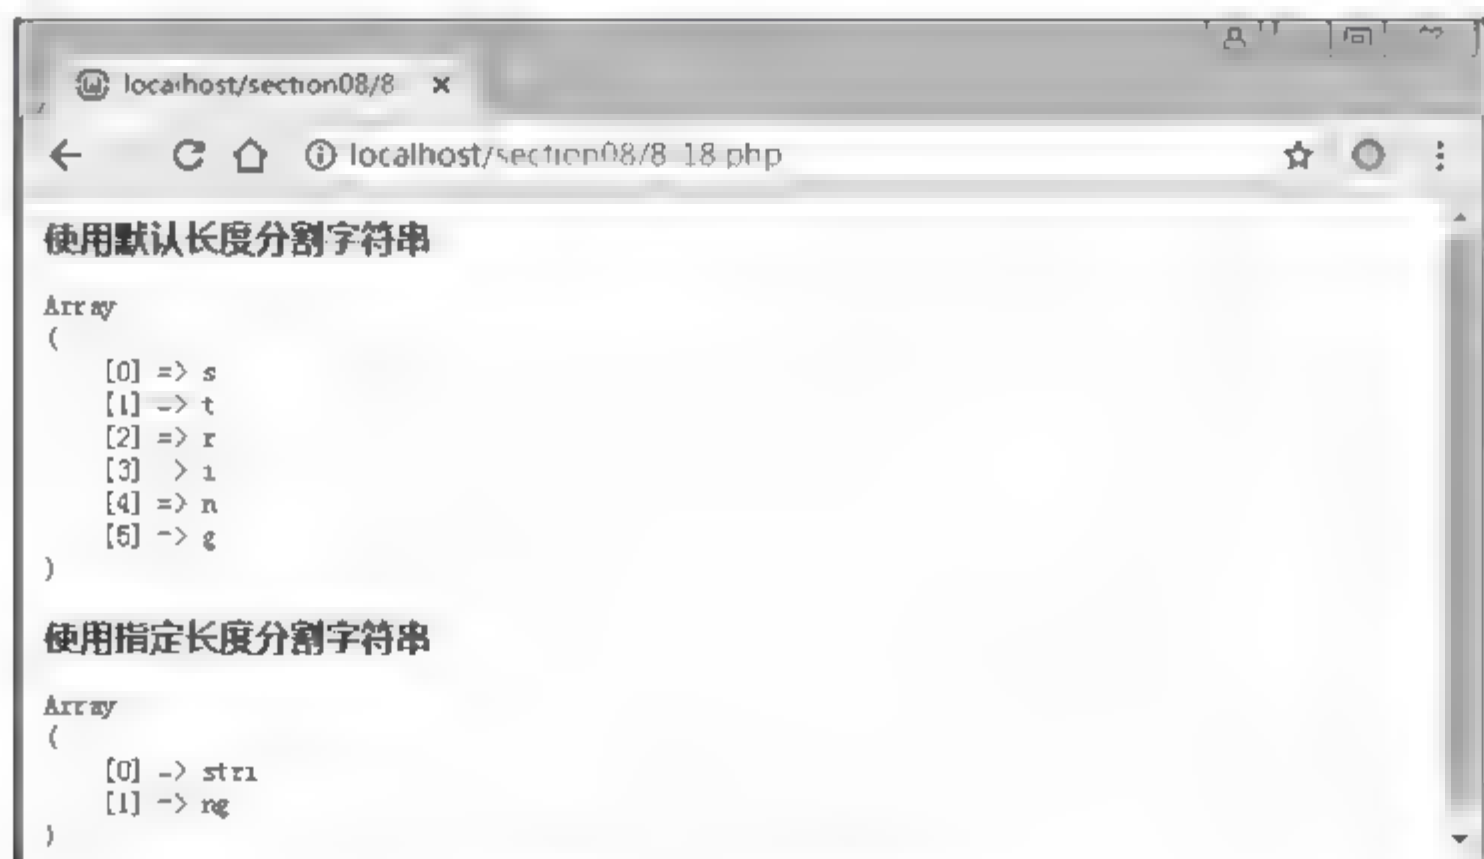 localhost/section08/8
localhost/section08/8-18.php
使用默认长度分割字符串
Array
(
[0] => s
[1] => t
[2] => r
[3] => i
[4] => n
[5] => g
)
使用指定长度分割字符串
Array
(
[0] => stri
[1] => ng
)